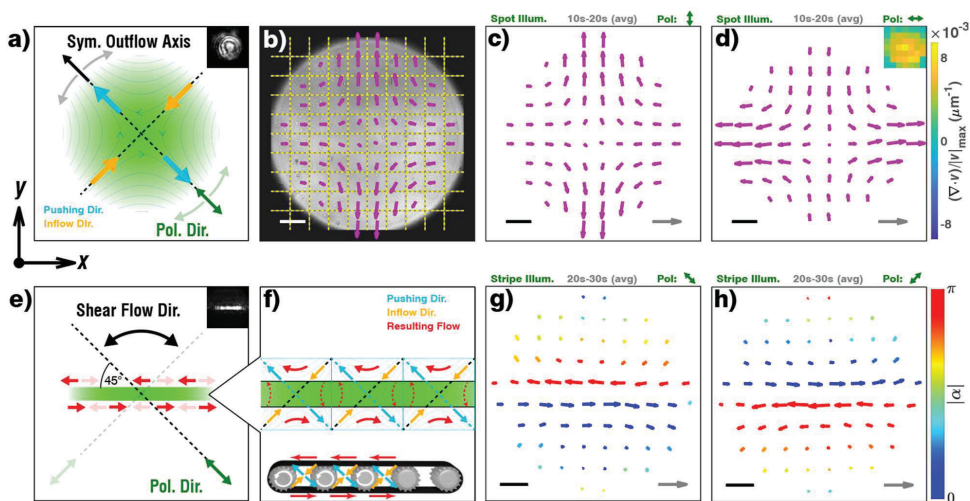 a)
Sym. Outflow Axis
Pushing Dir.
Inflow Dir.
Pol. Dir.
y
x
b)
Spot Illum. 10s-20s (avg) Pol:
c)
Spot Illum. 10s-20s (avg) Pol:
d)
×10⁻³
8
4
0
-8
(∇·v)/|v|max (μm⁻¹)
e)
Shear Flow Dir.
45°
Pol. Dir.
f)
Pushing Dir.
Inflow Dir.
Resulting Flow
Stripe Illum. 20s-30s (avg) Pol:
g)
Stripe Illum. 20s-30s (avg) Pol:
h)
π
|α|
0